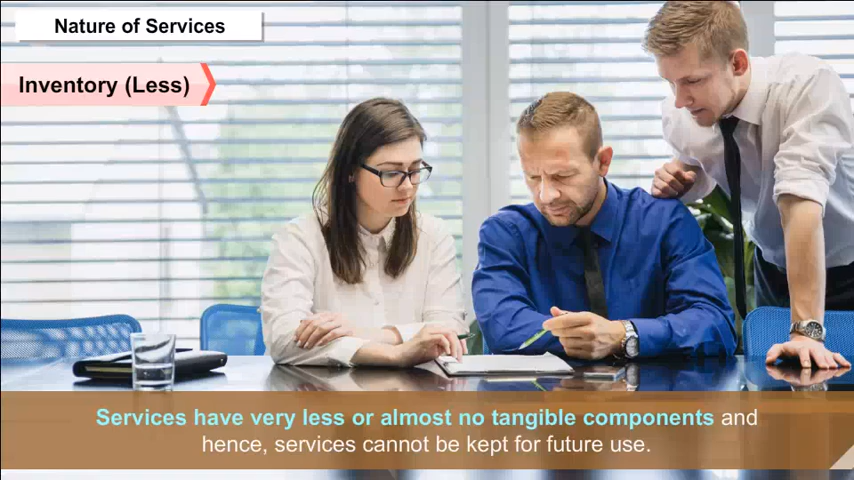 Nature of Services
Inventory (Less)
Services have very less or almost no tangible components and
hence, services cannot be kept for future use.